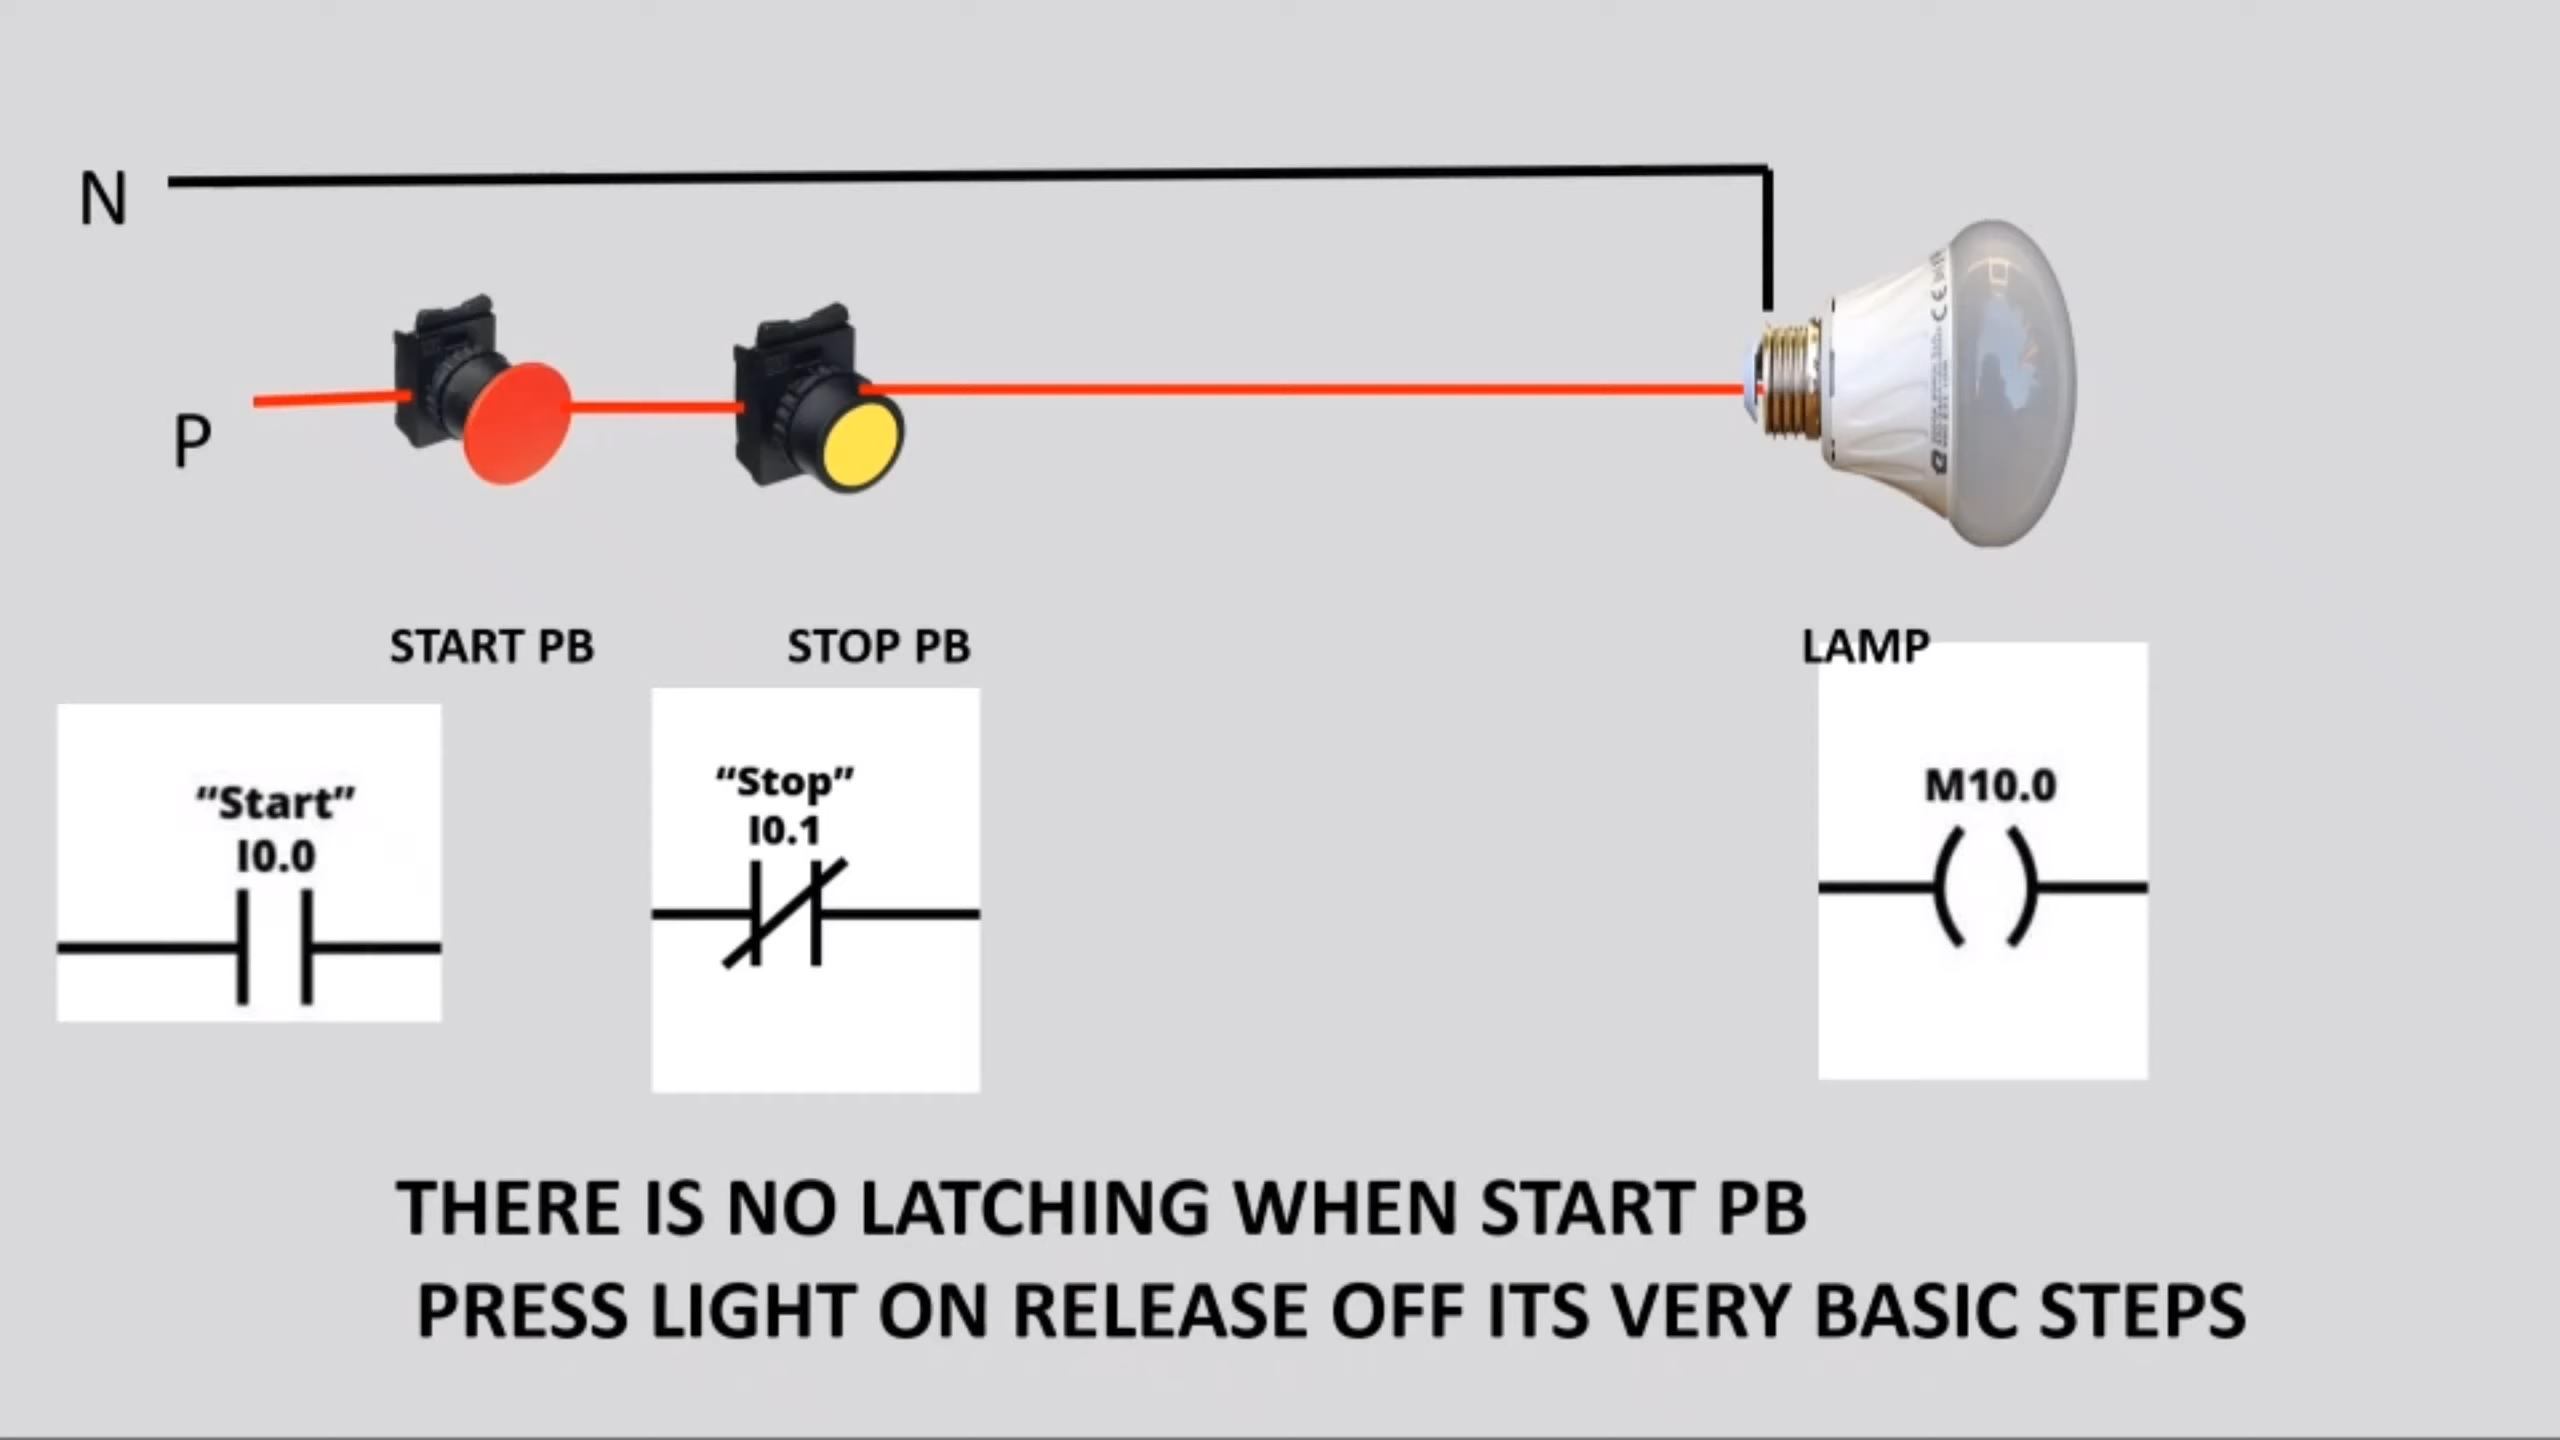 N
P
START PB
STOP PB
LAMP
“Start”
I0.0
“Stop”
I0.1
M10.0
THERE IS NO LATCHING WHEN START PB
PRESS LIGHT ON RELEASE OFF ITS VERY BASIC STEPS